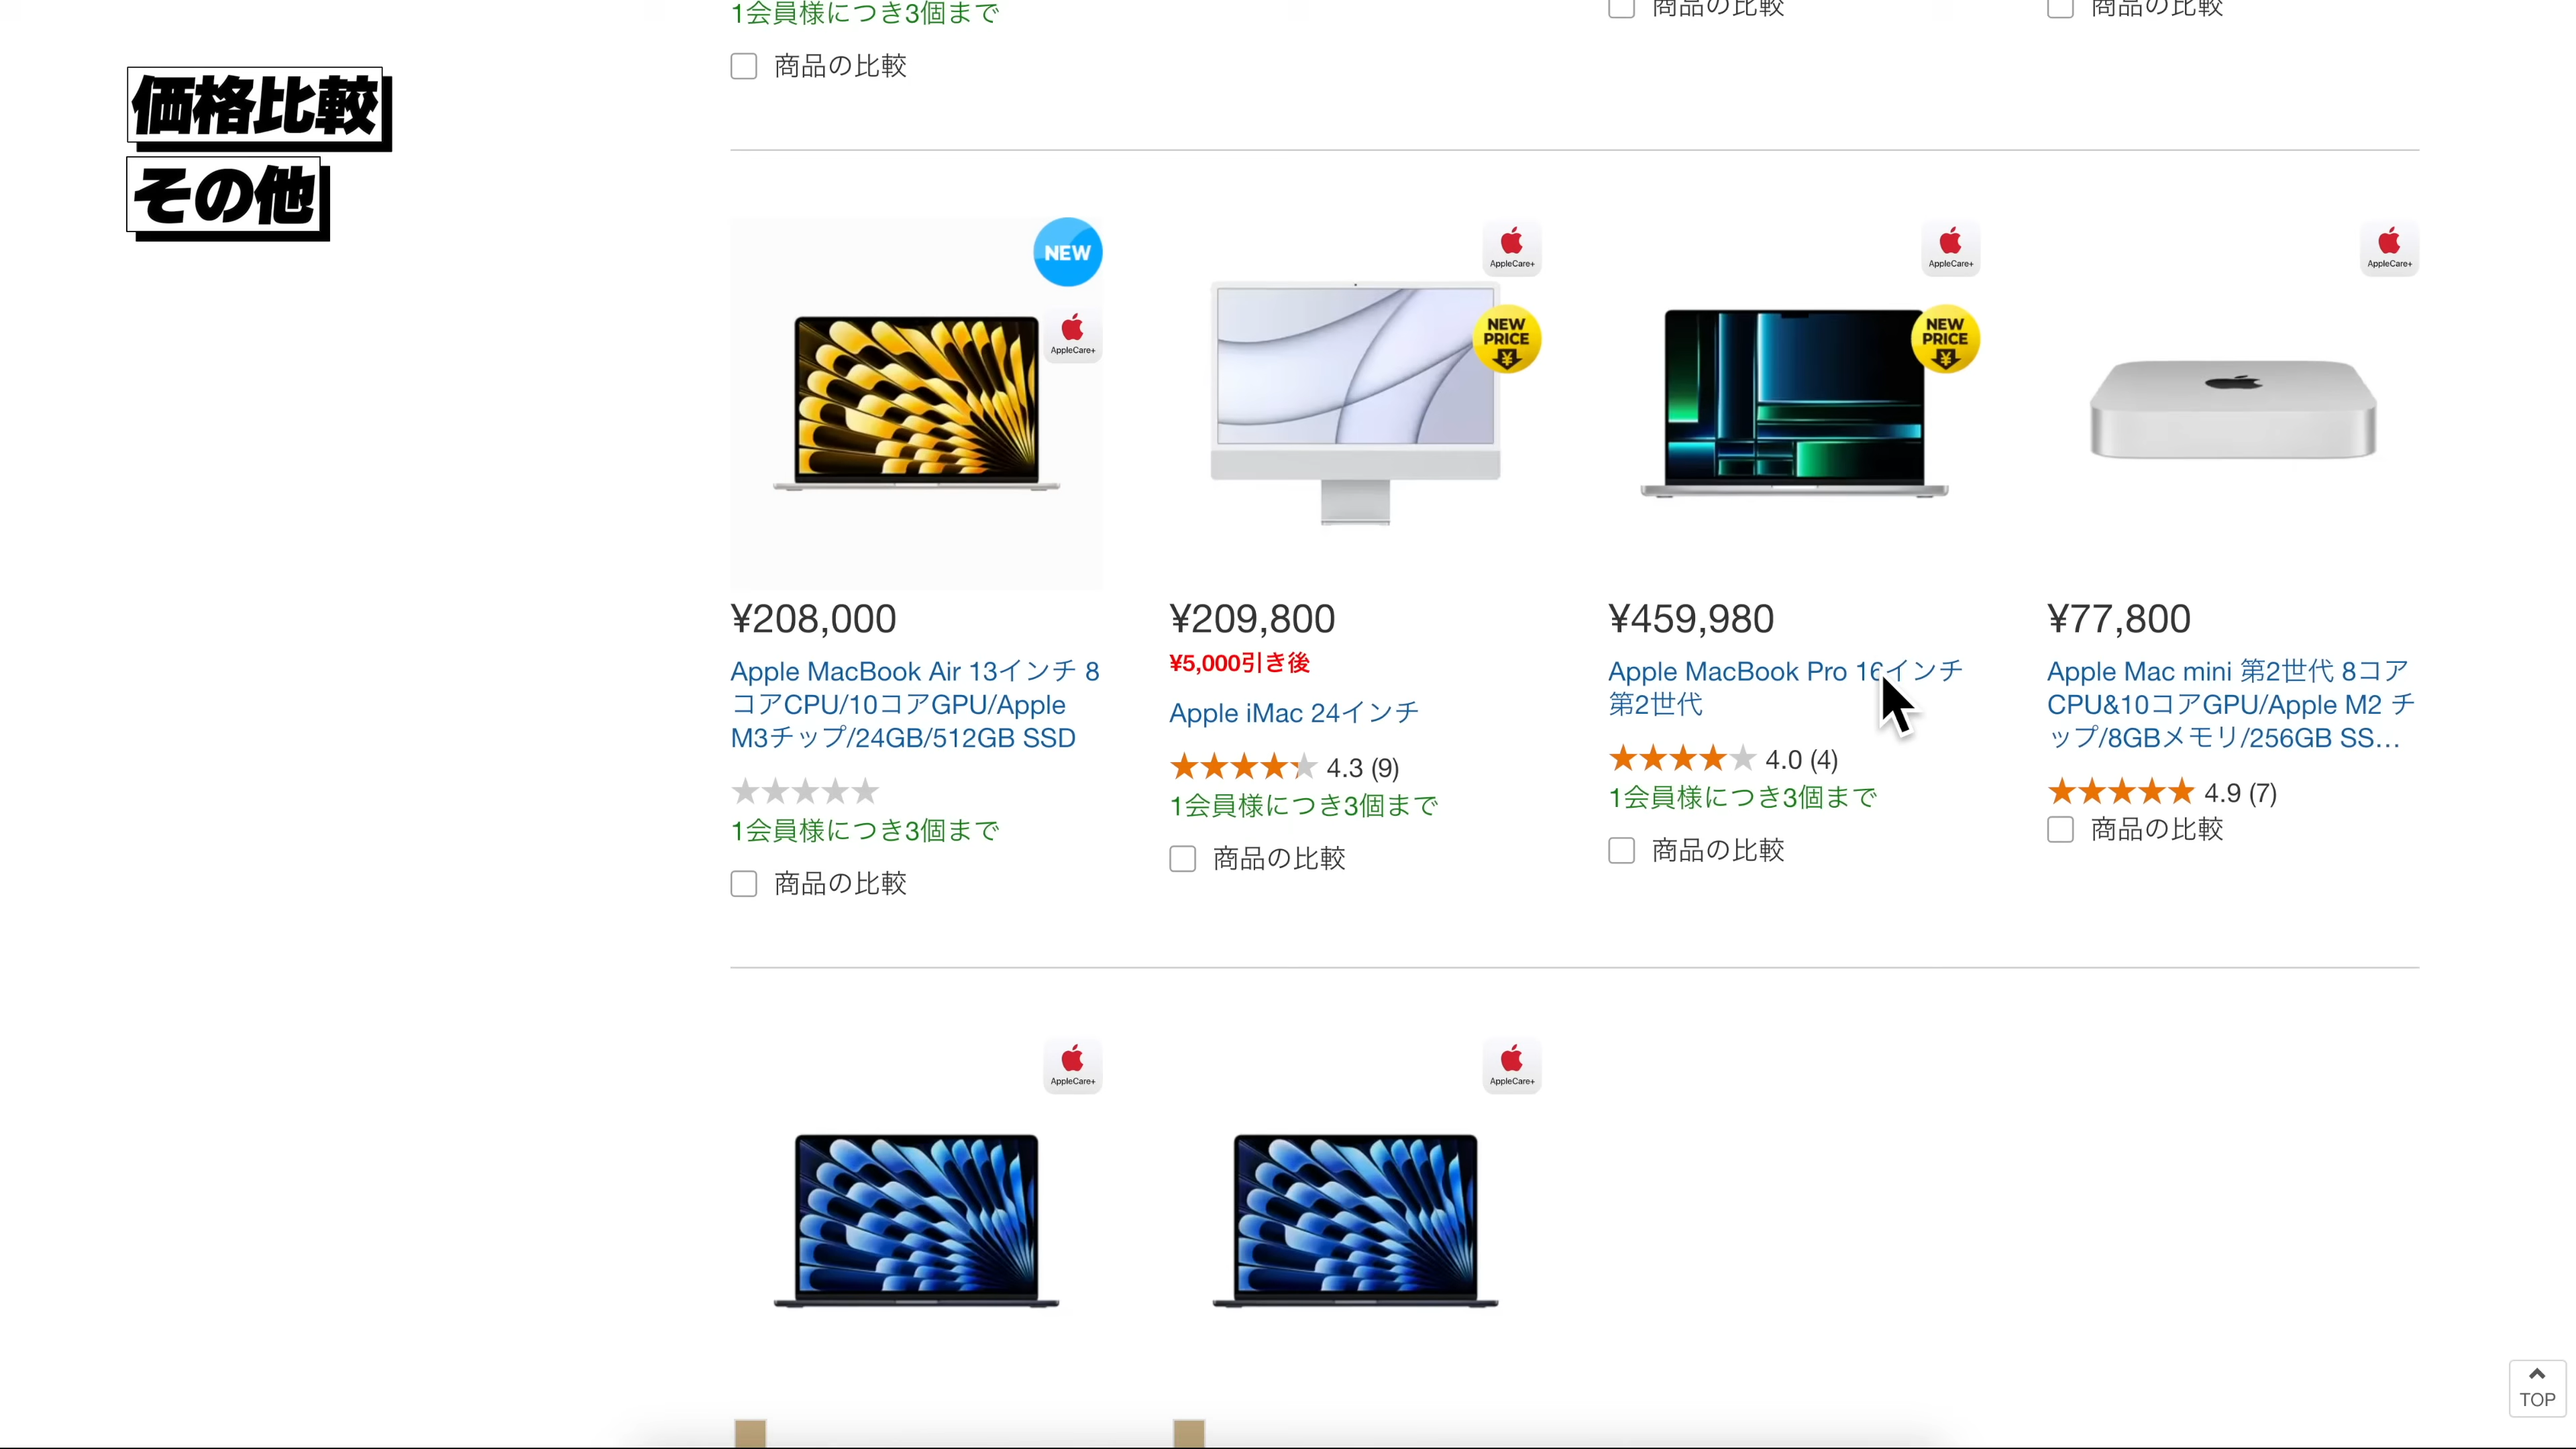 1会員様につき3個まで
商品の比較
商品の比較
商品の比較
価格比較
その他
NEW
AppleCare+
¥208,000
Apple MacBook Air 13インチ 8
コアCPU/10コアGPU/Apple
M3チップ/24GB/512GB SSD
1会員様につき3個まで
商品の比較
AppleCare+
NEW
PRICE
¥
¥209,800
¥5,000引き後
Apple iMac 24インチ
4.3 (9)
1会員様につき3個まで
商品の比較
AppleCare+
NEW
PRICE
¥
¥459,980
Apple MacBook Pro 16インチ
第2世代
4.0 (4)
1会員様につき3個まで
商品の比較
AppleCare+
¥77,800
Apple Mac mini 第2世代 8コア
CPU&10コアGPU/Apple M2 チ
ップ/8GBメモリ/256GB SS...
4.9 (7)
商品の比較
AppleCare+
AppleCare+
TOP